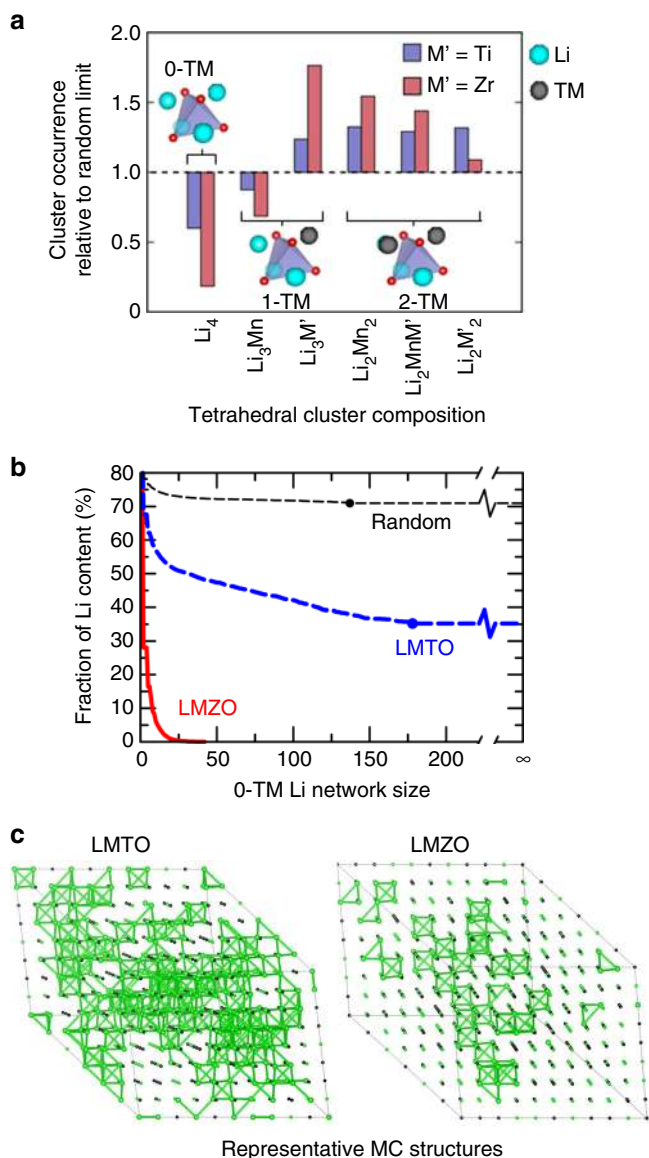 a
2.0
1.5
1.0
0.5
0
Cluster occurrence
relative to random limit
0-TM
M' = Ti
M' = Zr
Li
TM
1-TM
2-TM
Li₄
Li₃Mn
Li₃M'
Li₂Mn₂
Li₂MnM'
Li₂M'₂
Tetrahedral cluster composition
b
80
70
60
50
40
30
20
10
0
Fraction of Li content (%)
Random
LMTO
LMZO
0
50
100
150
200
∞
0-TM Li network size
c
LMTO
LMZO
Representative MC structures